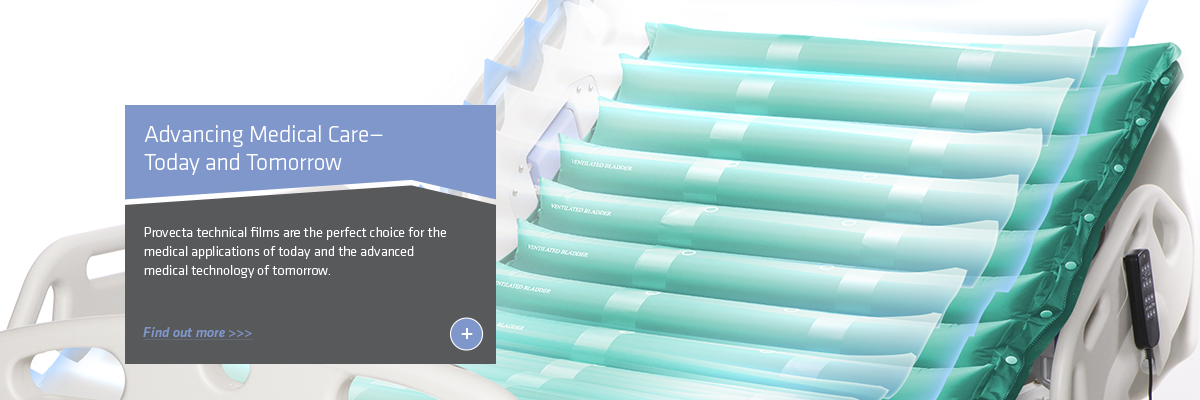 Advancing Medical Care–
Today and Tomorrow
Provecta technical films are the perfect choice for the
medical applications of today and the advanced
medical technology of tomorrow.
Find out more >>>
+
VENTILATED BLADDER
VENTILATED BLADDER
VENTILATED BLADDER
VENTILATED BLADDER
BLADDER